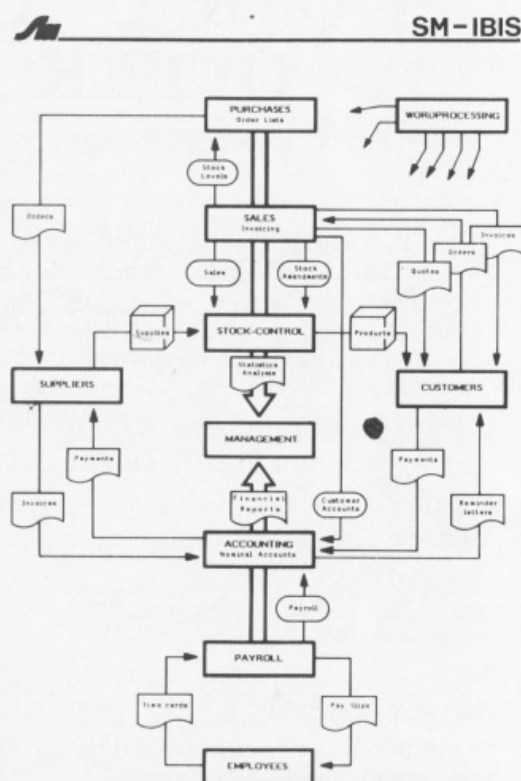 Sm
SM-IBIS
PURCHASES
Order Lists
WORDPROCESSING
Stock
Levels
Orders
SALES
Invoicing
Invoices
Orders
Quotes
Sales
Stock
Amendments
Supplies
STOCK-CONTROL
Products
Statistics
Analysis
SUPPLIERS
CUSTOMERS
MANAGEMENT
Payments
Payments
Invoices
Financial
Reports
Customer
Accounts
Reminder
letters
ACCOUNTING
Nominal Accounts
Payroll
PAYROLL
Time cards
Pay Slips
EMPLOYEES